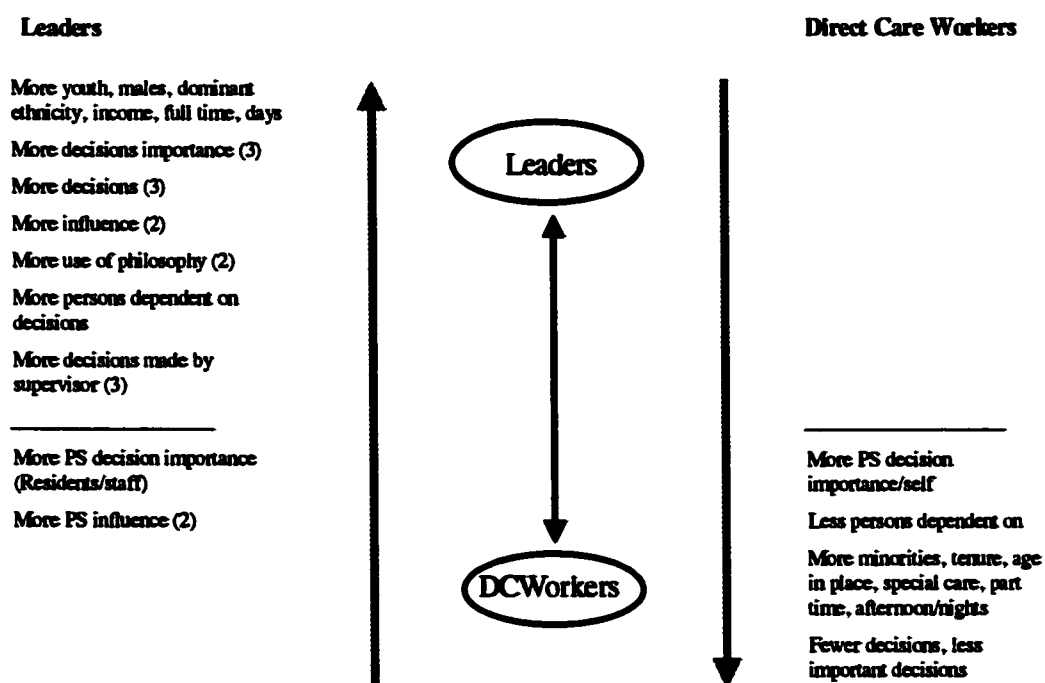 Leaders
More youth, males, dominant
ethnicity, income, full time, days
More decisions importance (3)
More decisions (3)
More influence (2)
More use of philosophy (2)
More persons dependent on
decisions
More decisions made by
supervisor (3)
More PS decision importance
(Residents/staff)
More PS influence (2)
Leaders
DCWorkers
Direct Care Workers
More PS decision
importance/self
Less persons dependent on
More minorities, tenure, age
in place, special care, part
time, afternoon/nights
Fewer decisions, less
important decisions